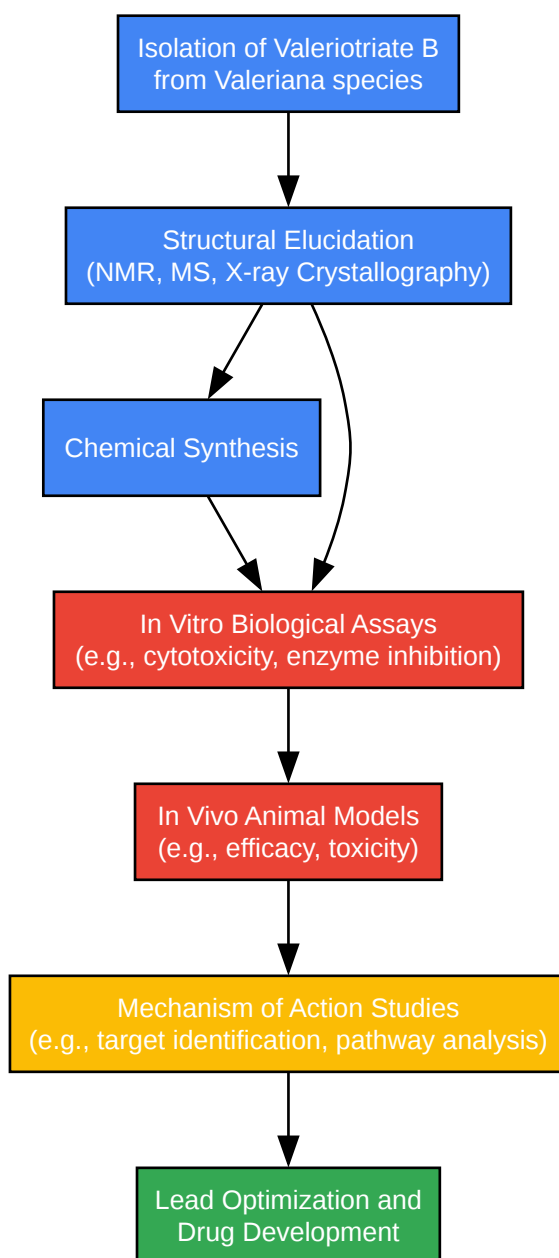 Isolation of Valeriotriate B
from Valeriana species
Structural Elucidation
(NMR, MS, X-ray Crystallography)
Chemical Synthesis
In Vitro Biological Assays
(e.g., cytotoxicity, enzyme inhibition)
In Vivo Animal Models
(e.g., efficacy, toxicity)
Mechanism of Action Studies
(e.g., target identification, pathway analysis)
Lead Optimization and
Drug Development